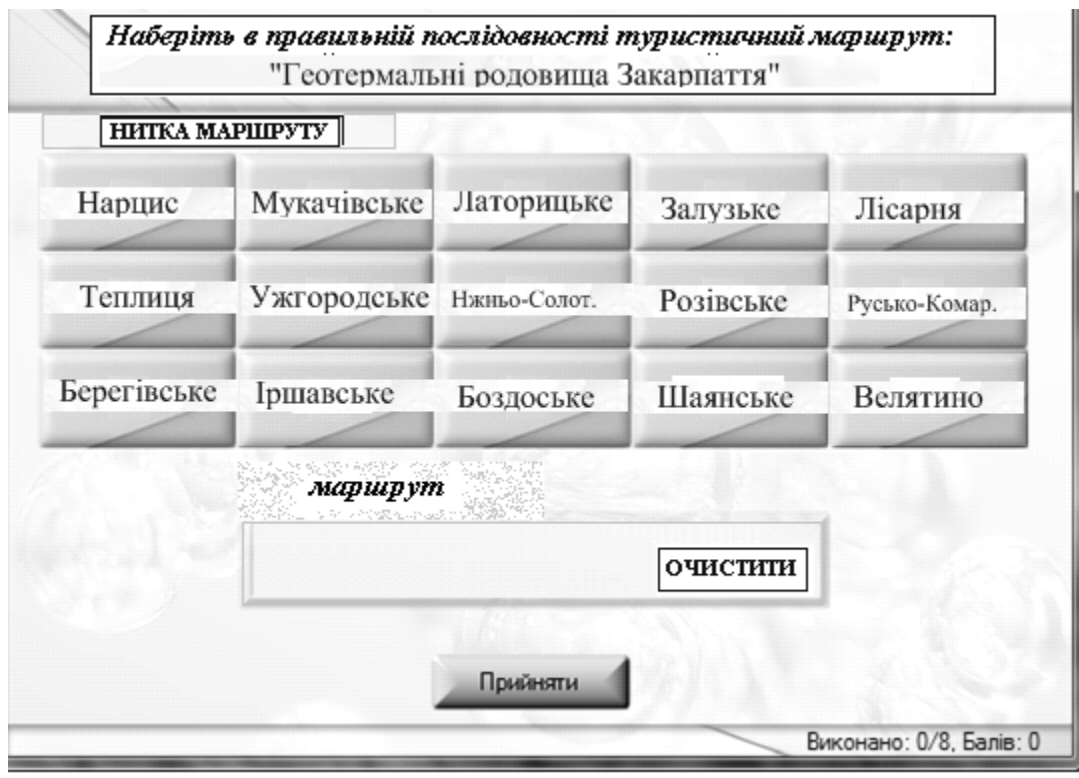 Наберіть в правильній послідовності туристичний маршрут:
"Геотермальні родовища Закарпаття"
НИТКА МАРШРУТУ
Нарцис Мукачівське Латорицьке Залузьке Лісарня
Теплиця Ужгородське Нжньо-Солот. Розівське Русько-Комар.
Берегівське Іршавське Боздоське Шаянське Велятино
маршрут
ОЧИСТИТИ
Прийняти
Виконано: 0/8, Балів: 0